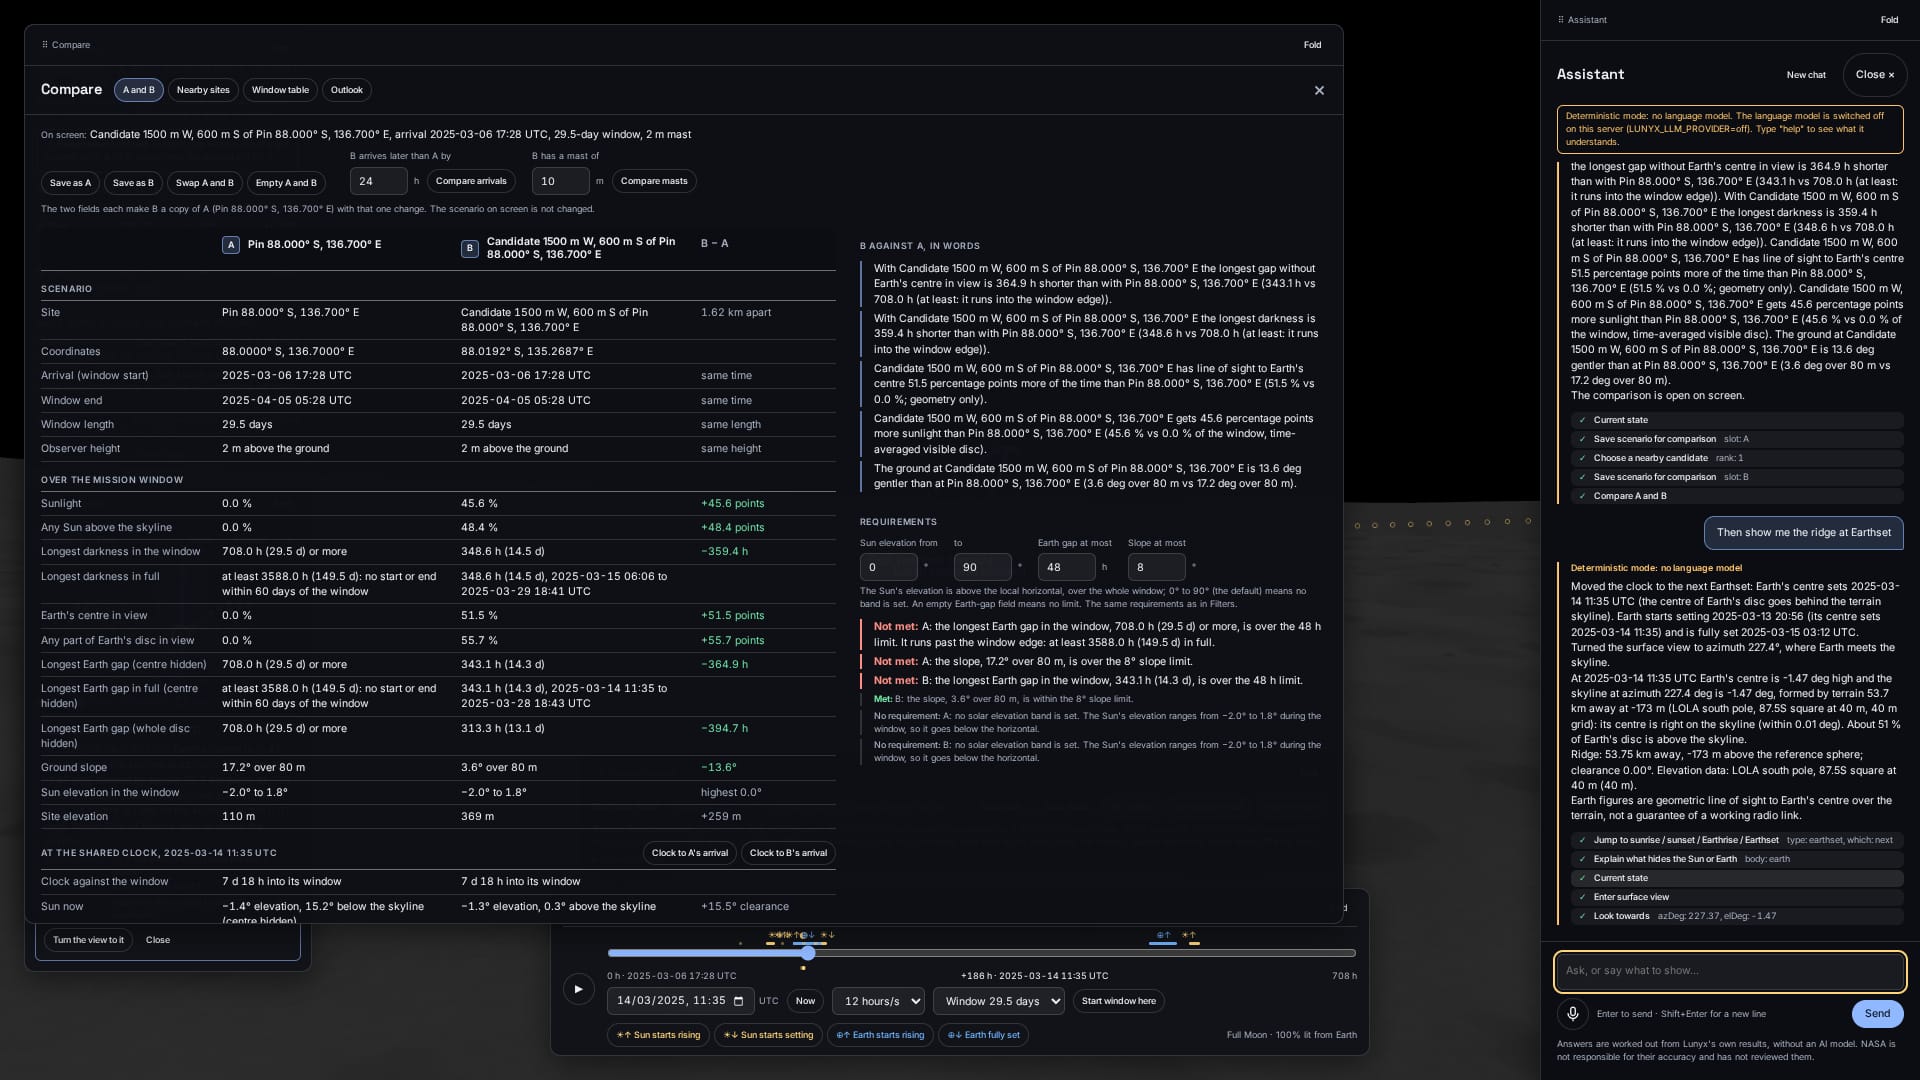 ⠿ Compare
Fold
Compare
A and B
Nearby sites
Window table
Outlook
×
On screen: Candidate 1500 m W, 600 m S of Pin 88.000° S, 136.700° E, arrival 2025-03-06 17:28 UTC, 29.5-day window, 2 m mast
B arrives later than A by
B has a mast of
Save as A
Save as B
Swap A and B
Empty A and B
24 h
Compare arrivals
10 m
Compare masts
The two fields each make B a copy of A (Pin 88.000° S, 136.700° E) with that one change. The scenario on screen is not changed.
A Pin 88.000° S, 136.700° E
B Candidate 1500 m W, 600 m S of Pin
88.000° S, 136.700° E
B − A
SCENARIO
Site
Pin 88.000° S, 136.700° E
Candidate 1500 m W, 600 m S of Pin
88.000° S, 136.700° E
1.62 km apart
Coordinates
88.0000° S, 136.7000° E
88.0192° S, 135.2687° E
Arrival (window start)
2025-03-06 17:28 UTC
2025-03-06 17:28 UTC
same time
Window end
2025-04-05 05:28 UTC
2025-04-05 05:28 UTC
same time
Window length
29.5 days
29.5 days
same length
Observer height
2 m above the ground
2 m above the ground
same height
OVER THE MISSION WINDOW
Sunlight
0.0 %
45.6 %
+45.6 points
Any Sun above the skyline
0.0 %
48.4 %
+48.4 points
Longest darkness in the window
708.0 h (29.5 d) or more
348.6 h (14.5 d)
−359.4 h
Longest darkness in full
at least 3588.0 h (149.5 d): no start or end
within 60 days of the window
348.6 h (14.5 d), 2025-03-15 06:06 to
2025-03-29 18:41 UTC
Earth's centre in view
0.0 %
51.5 %
+51.5 points
Any part of Earth's disc in view
0.0 %
55.7 %
+55.7 points
Longest Earth gap (centre hidden)
708.0 h (29.5 d) or more
343.1 h (14.3 d)
−364.9 h
Longest Earth gap in full (centre
hidden)
at least 3588.0 h (149.5 d): no start or end
within 60 days of the window
343.1 h (14.3 d), 2025-03-14 11:35 to
2025-03-28 18:43 UTC
Longest Earth gap (whole disc
hidden)
708.0 h (29.5 d) or more
313.3 h (13.1 d)
−394.7 h
Ground slope
17.2° over 80 m
3.6° over 80 m
−13.6°
Sun elevation in the window
−2.0° to 1.8°
−2.0° to 1.8°
highest 0.0°
Site elevation
110 m
369 m
+259 m
AT THE SHARED CLOCK, 2025-03-14 11:35 UTC
Clock to A's arrival
Clock to B's arrival
Clock against the window
7 d 18 h into its window
7 d 18 h into its window
Sun now
−1.4° elevation, 15.2° below the skyline
(centre hidden)
−1.3° elevation, 0.3° above the skyline
+15.5° clearance
B AGAINST A, IN WORDS
With Candidate 1500 m W, 600 m S of Pin 88.000° S, 136.700° E the longest gap without
Earth's centre in view is 364.9 h shorter than with Pin 88.000° S, 136.700° E (343.1 h vs
708.0 h (at least: it runs into the window edge)).
With Candidate 1500 m W, 600 m S of Pin 88.000° S, 136.700° E the longest darkness is
359.4 h shorter than with Pin 88.000° S, 136.700° E (348.6 h vs 708.0 h (at least: it runs
into the window edge)).
Candidate 1500 m W, 600 m S of Pin 88.000° S, 136.700° E has line of sight to Earth's
centre 51.5 percentage points more of the time than Pin 88.000° S, 136.700° E (51.5 % vs
0.0 %; geometry only).
Candidate 1500 m W, 600 m S of Pin 88.000° S, 136.700° E gets 45.6 percentage points
more sunlight than Pin 88.000° S, 136.700° E (45.6 % vs 0.0 % of the window, time-
averaged visible disc).
The ground at Candidate 1500 m W, 600 m S of Pin 88.000° S, 136.700° E is 13.6 deg
gentler than at Pin 88.000° S, 136.700° E (3.6 deg over 80 m vs 17.2 deg over 80 m).
REQUIREMENTS
Sun elevation from
to
Earth gap at most
Slope at most
0 °
90 °
48 h
8 °
The Sun's elevation is above the local horizontal, over the whole window; 0° to 90° (the default) means no
band is set. An empty Earth-gap field means no limit. The same requirements as in Filters.
Not met: A: the longest Earth gap in the window, 708.0 h (29.5 d) or more, is over the 48 h
limit. It runs past the window edge: at least 3588.0 h (149.5 d) in full.
Not met: A: the slope, 17.2° over 80 m, is over the 8° slope limit.
Not met: B: the longest Earth gap in the window, 343.1 h (14.3 d), is over the 48 h limit.
Met: B: the slope, 3.6° over 80 m, is within the 8° slope limit.
No requirement: A: no solar elevation band is set. The Sun's elevation ranges from −2.0° to 1.8° during the
window, so it goes below the horizontal.
No requirement: B: no solar elevation band is set. The Sun's elevation ranges from −2.0° to 1.8° during the
window, so it goes below the horizontal.
Turn the view to it
Close
0 h · 2025-03-06 17:28 UTC
+186 h · 2025-03-14 11:35 UTC
708 h
14/03/2025, 11:35
UTC
Now
12 hours/s
Window 29.5 days
Start window here
☀↑ Sun starts rising
☀↓ Sun starts setting
⊕↑ Earth starts rising
⊕↓ Earth fully set
Full Moon · 100% lit from Earth
⠿ Assistant
Fold
Assistant
New chat
Close ×
Deterministic mode: no language model. The language model is switched off
on this server (LUNYX_LLM_PROVIDER=off). Type "help" to see what it
understands.
the longest gap without Earth's centre in view is 364.9 h shorter
than with Pin 88.000° S, 136.700° E (343.1 h vs 708.0 h (at least:
it runs into the window edge)). With Candidate 1500 m W, 600 m S
of Pin 88.000° S, 136.700° E the longest darkness is 359.4 h
shorter than with Pin 88.000° S, 136.700° E (348.6 h vs 708.0 h
(at least: it runs into the window edge)). Candidate 1500 m W, 600
m S of Pin 88.000° S, 136.700° E has line of sight to Earth's centre
51.5 percentage points more of the time than Pin 88.000° S,
136.700° E (51.5 % vs 0.0 %; geometry only). Candidate 1500 m W,
600 m S of Pin 88.000° S, 136.700° E gets 45.6 percentage points
more sunlight than Pin 88.000° S, 136.700° E (45.6 % vs 0.0 % of
the window, time-averaged visible disc). The ground at Candidate
1500 m W, 600 m S of Pin 88.000° S, 136.700° E is 13.6 deg
gentler than at Pin 88.000° S, 136.700° E (3.6 deg over 80 m vs
17.2 deg over 80 m).
The comparison is open on screen.
✓ Current state
✓ Save scenario for comparison slot: A
✓ Choose a nearby candidate rank: 1
✓ Save scenario for comparison slot: B
✓ Compare A and B
Then show me the ridge at Earthset
Deterministic mode: no language model
Moved the clock to the next Earthset: Earth's centre sets 2025-03-
14 11:35 UTC (the centre of Earth's disc goes behind the terrain
skyline). Earth starts setting 2025-03-13 20:56 (its centre sets
2025-03-14 11:35) and is fully set 2025-03-15 03:12 UTC.
Turned the surface view to azimuth 227.4°, where Earth meets the
skyline.
At 2025-03-14 11:35 UTC Earth's centre is -1.47 deg high and the
skyline at azimuth 227.4 deg is -1.47 deg, formed by terrain 53.7
km away at -173 m (LOLA south pole, 87.5S square at 40 m, 40 m
grid): its centre is right on the skyline (within 0.01 deg). About 51 %
of Earth's disc is above the skyline.
Ridge: 53.75 km away, -173 m above the reference sphere;
clearance 0.00°. Elevation data: LOLA south pole, 87.5S square at
40 m (40 m).
Earth figures are geometric line of sight to Earth's centre over the
terrain, not a guarantee of a working radio link.
✓ Jump to sunrise / sunset / Earthrise / Earthset type: earthset, which: next
✓ Explain what hides the Sun or Earth body: earth
✓ Current state
✓ Enter surface view
✓ Look towards azDeg: 227.37, elDeg: −1.47
Ask, or say what to show...
Enter to send · Shift+Enter for a new line
Send
Answers are worked out from Lunyx's own results, without an AI model. NASA is
not responsible for their accuracy and has not reviewed them.